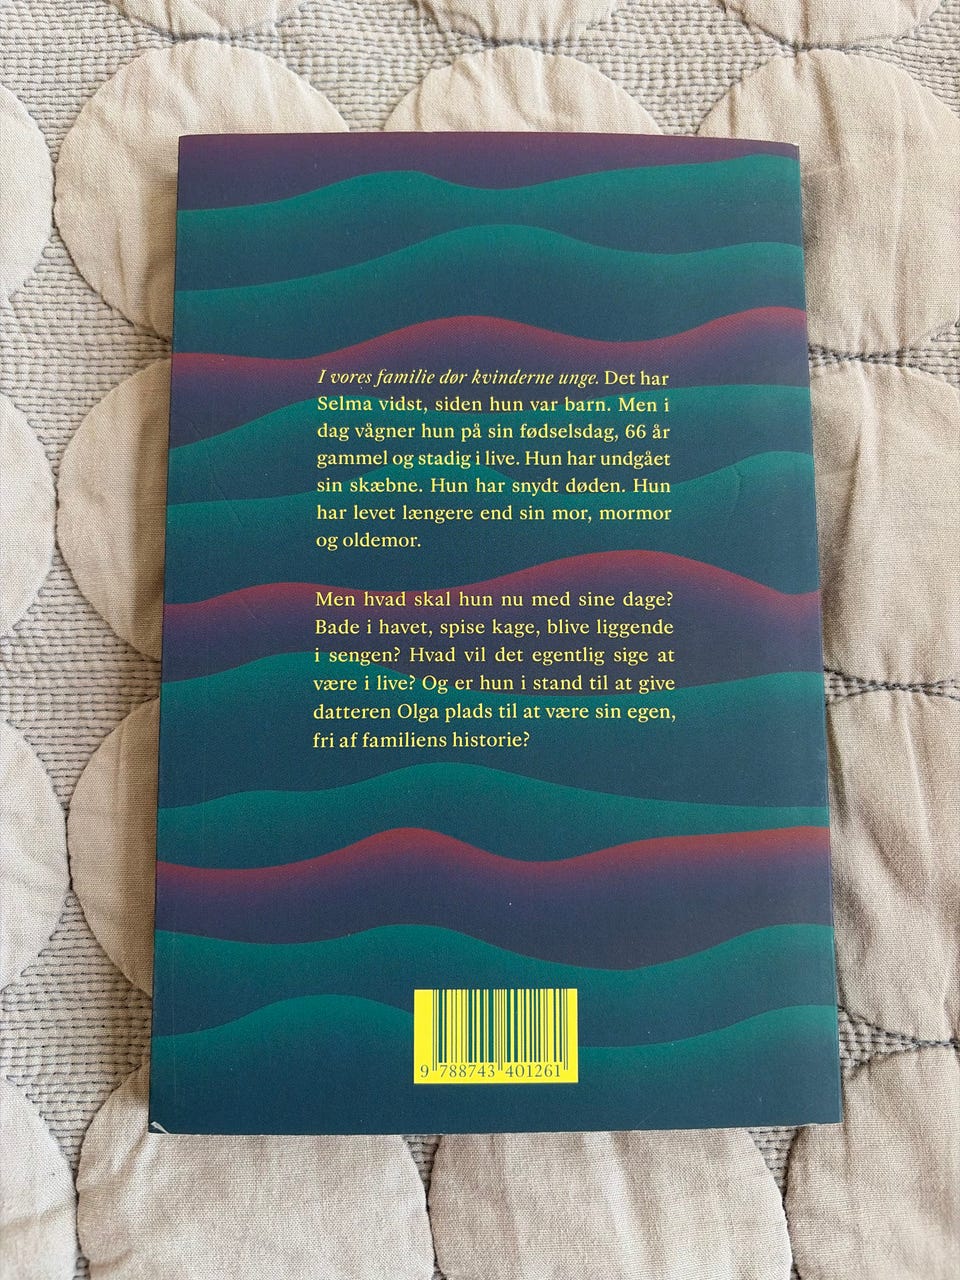 I vores familie dør kvinderne unge. Det har
Selma vidst, siden hun var barn. Men i
dag vågner hun på sin fødselsdag, 66 år
gammel og stadig i live. Hun har undgået
sin skæbne. Hun har snydt døden. Hun
har levet længere end sin mor, mormor
og oldemor.
Men hvad skal hun nu med sine dage?
Bade i havet, spise kage, blive liggende
i sengen? Hvad vil det egentlig sige at
være i live? Og er hun i stand til at give
datteren Olga plads til at være sin egen,
fri af familiens historie?
9 788743 401261